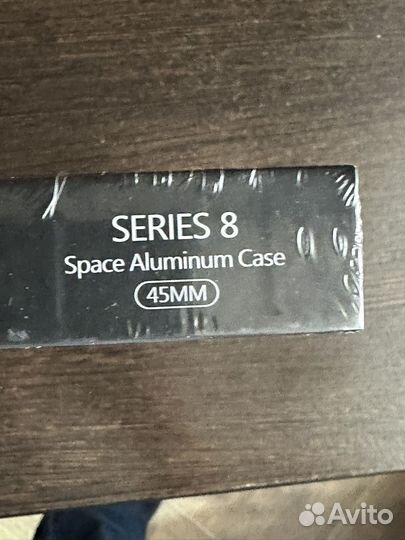 SERIES 8
Space Aluminum Case
45MM
Avito